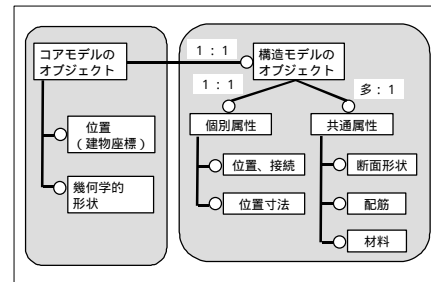 コアモデルの
オブジェクト
位置
（建物座標）
幾何学的
形状
1：1
構造モデルの
オブジェクト
1：1
多：1
個別属性
共通属性
位置、接続
位置寸法
断面形状
配筋
材料